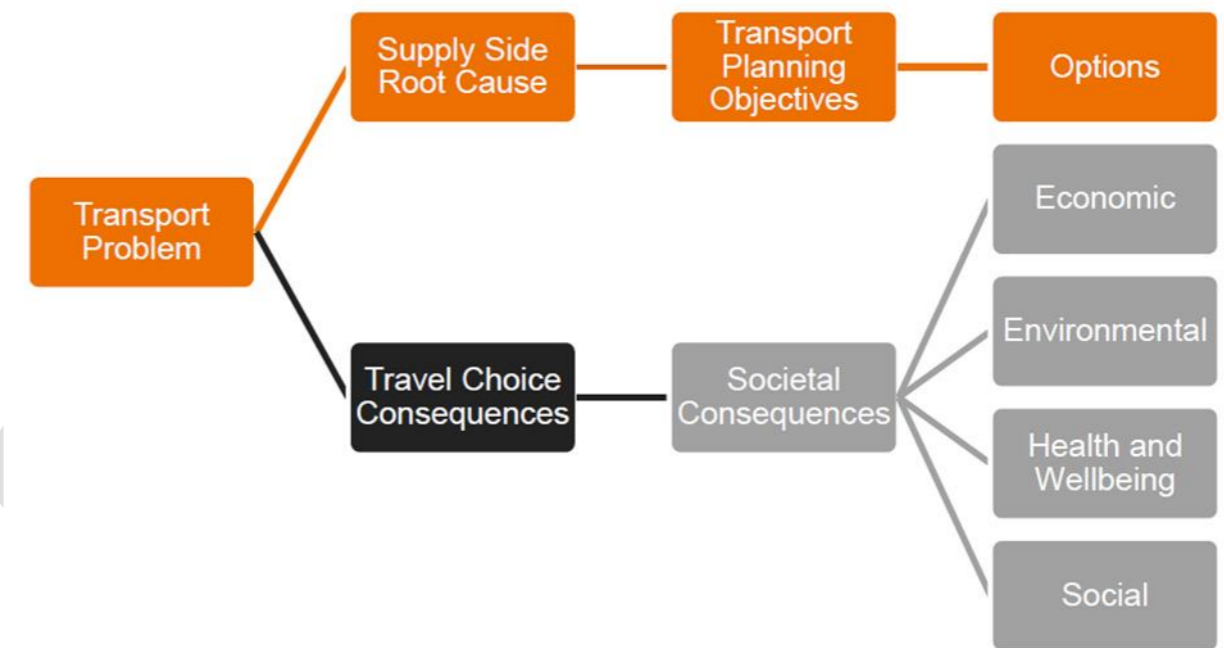 Supply Side
Root Cause
Transport
Planning
Objectives
Options
Transport
Problem
Economic
Environmental
Travel Choice
Consequences
Societal
Consequences
Health and
Wellbeing
Social